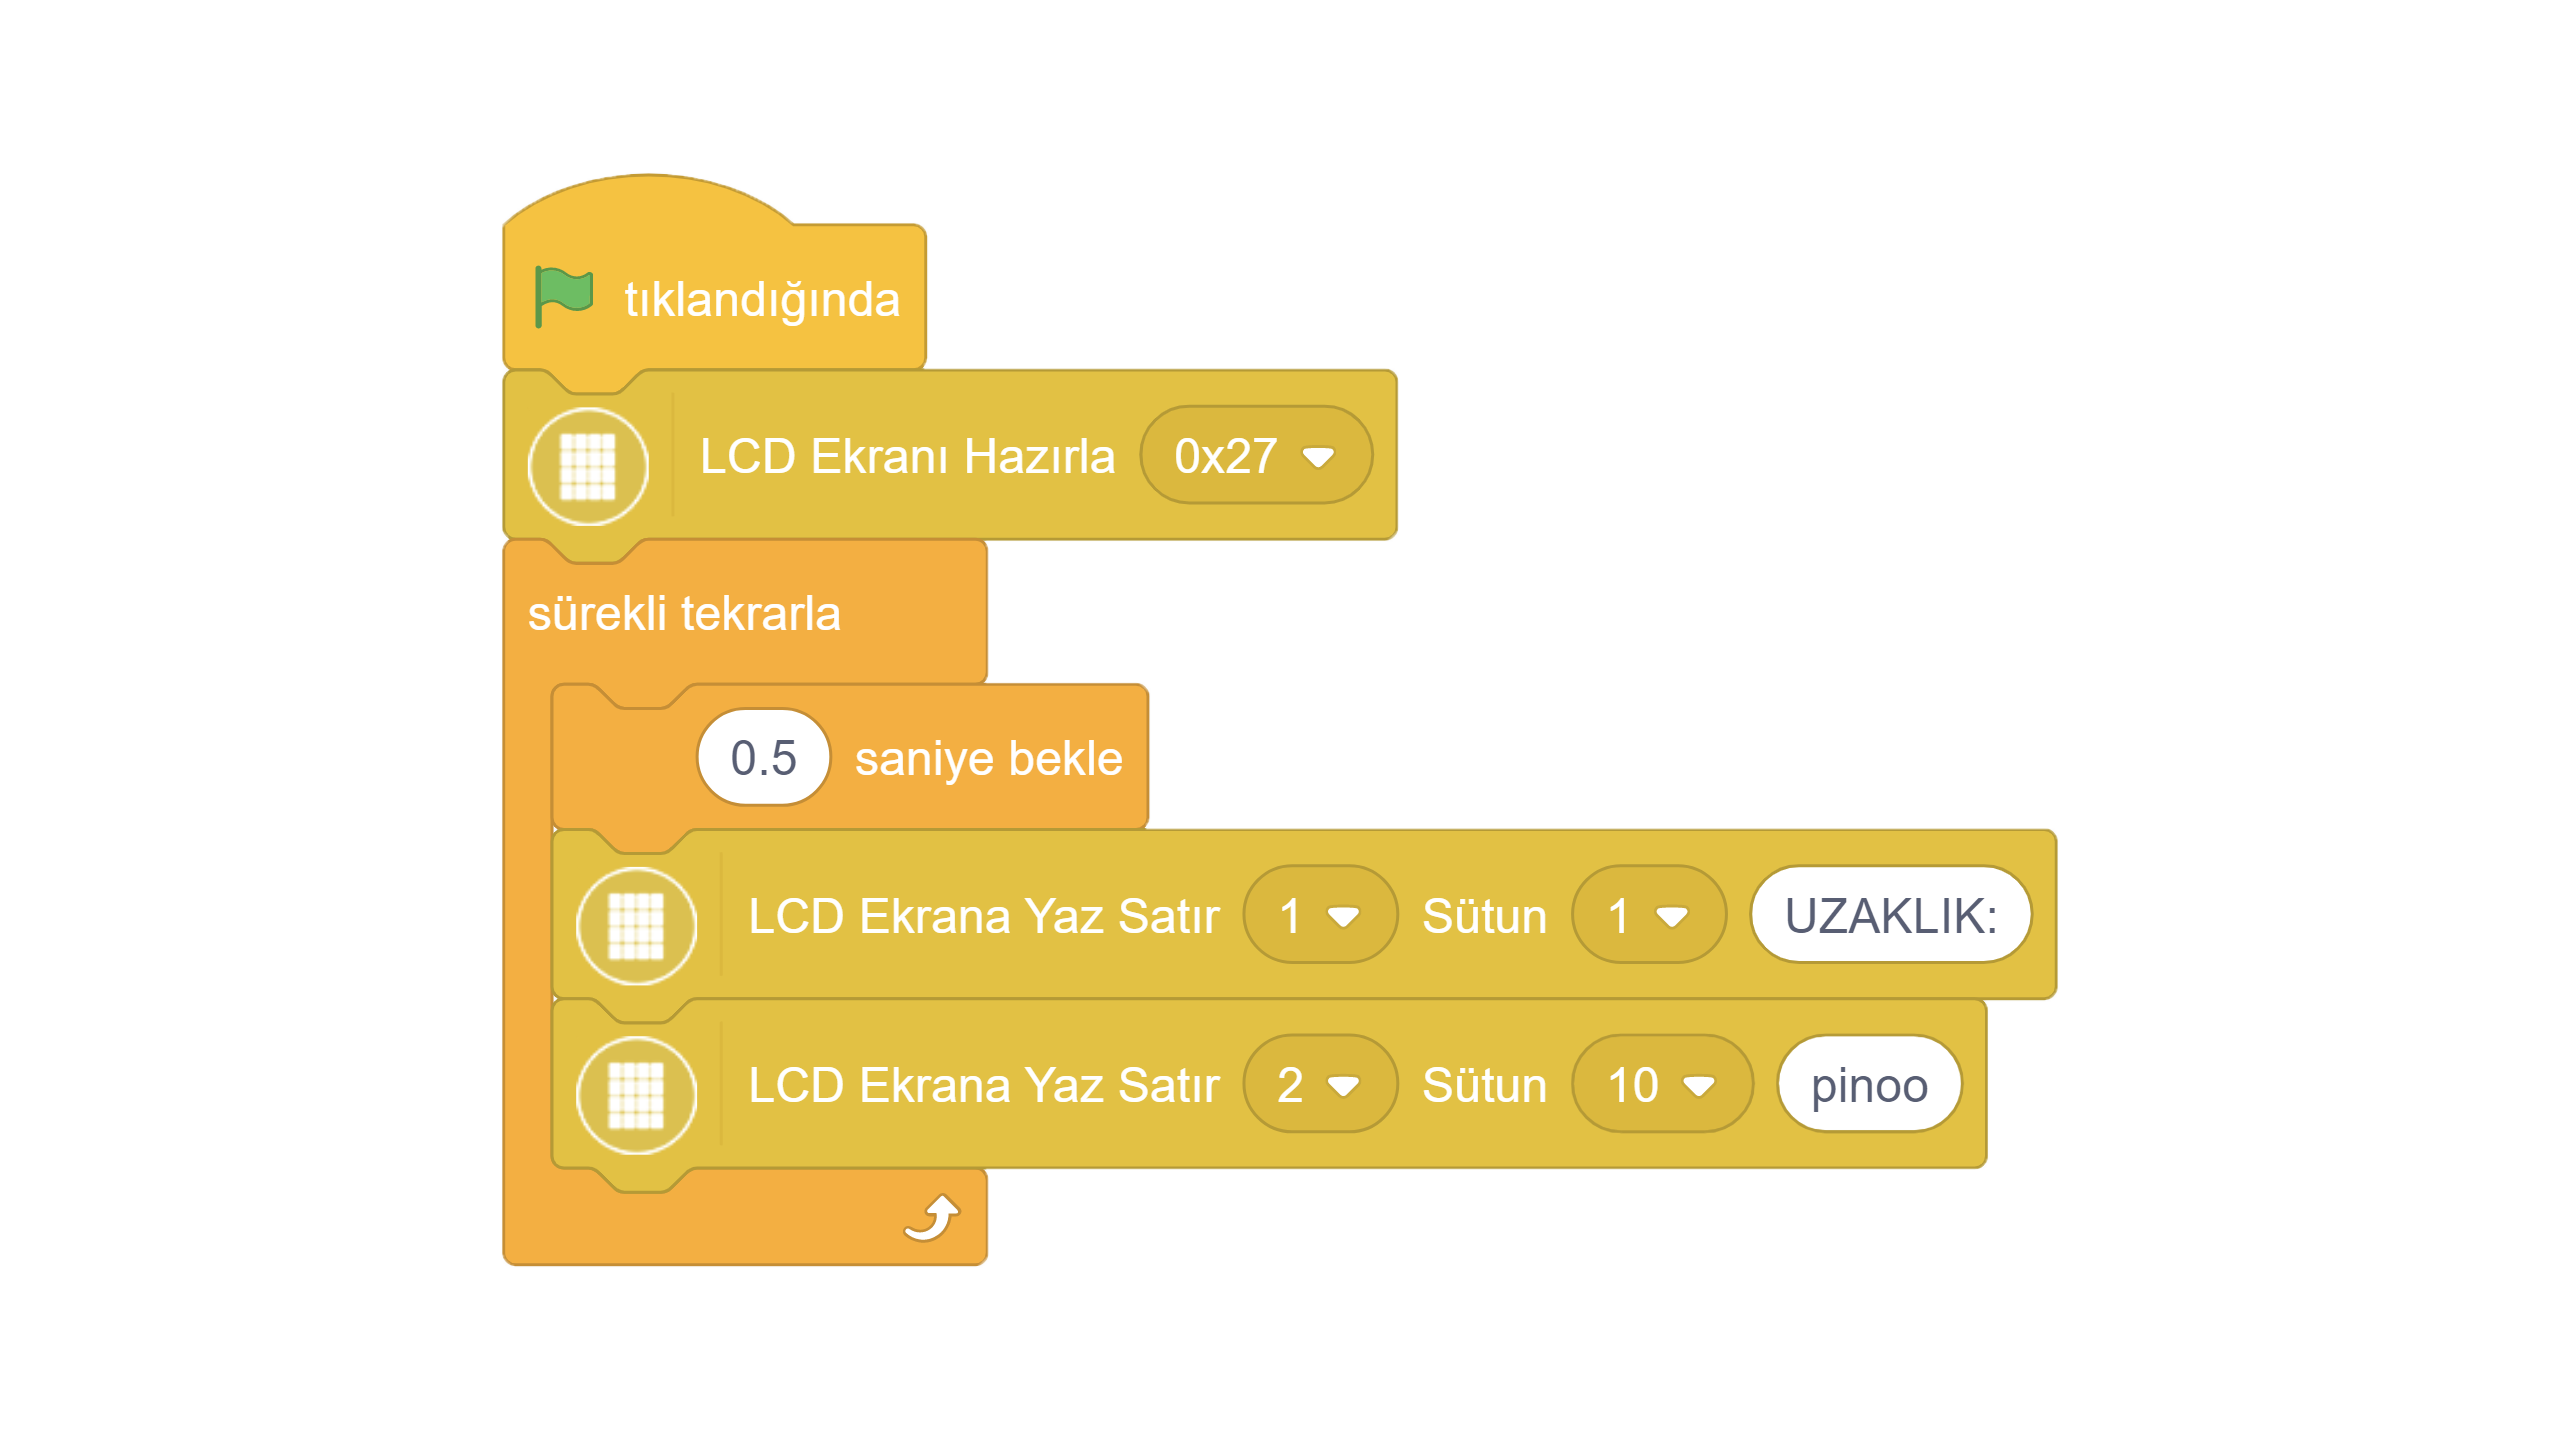 tıklandığında
LCD Ekranı Hazırla 0x27
sürekli tekrarla
0.5 saniye bekle
LCD Ekrana Yaz Satır 1 Sütun 1 UZAKLIK:
LCD Ekrana Yaz Satır 2 Sütun 10 pinoo